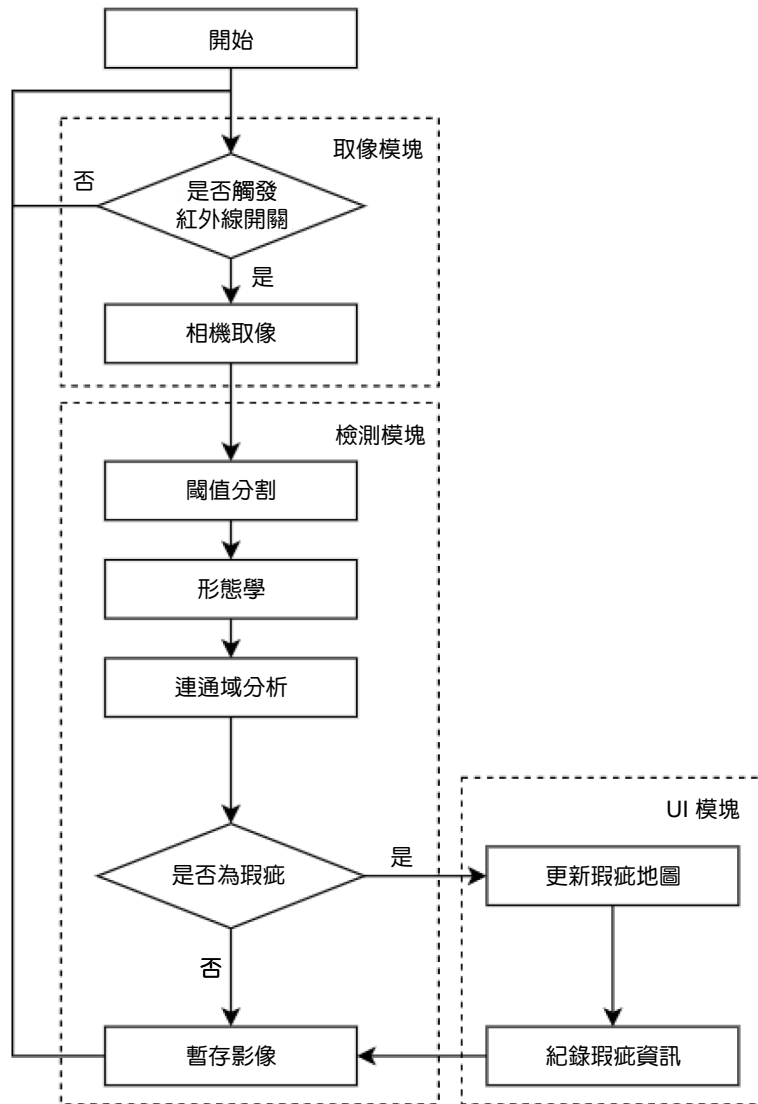 開始
取像模塊
否
是否觸發
紅外線開關
是
相機取像
檢測模塊
閾值分割
形態學
連通域分析
UI 模塊
是否為瑕疵
是
更新瑕疵地圖
否
暫存影像
紀錄瑕疵資訊